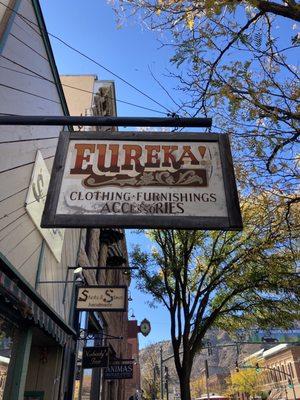 EUREKA!
CLOTHING · FURNISHINGS
ACCESSORIES
ANIMAS